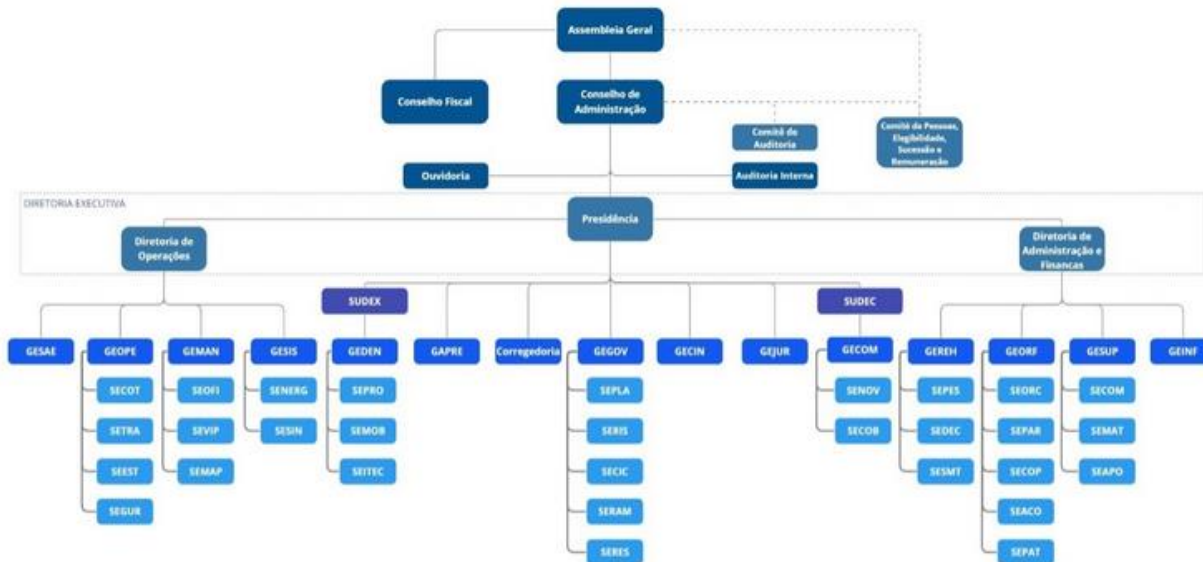 Assembleia Geral
Conselho Fiscal
Conselho de
Administração
Comitê de
Auditoria
Comitê de Pessoas,
Elegibilidade,
Sucessão e
Remuneração
Ouvidoria
Auditoria Interna
DIRETORIA EXECUTIVA
Presidência
Diretoria de
Operações
Diretoria de
Administração e
Financas
SUDEX
SUDEC
GESAE
GEOPE
GEMAN
GESIS
GEDEN
GAPRE
Corregedoria
GEGOV
GECIN
GEJUR
GECOM
GEREH
GEORF
GESUP
GEINF
SECOT
SEOFI
SENERG
SEPRO
SEPLA
SENOV
SEPES
SEORC
SECOM
SETRA
SEVIP
SESIN
SEMOB
SERIS
SECOB
SEDEC
SEPAR
SEMAT
SEEST
SEMAP
SEITEC
SECIC
SESMT
SECOP
SEAPO
SEGUR
SERAM
SEACO
SERES
SEPAT